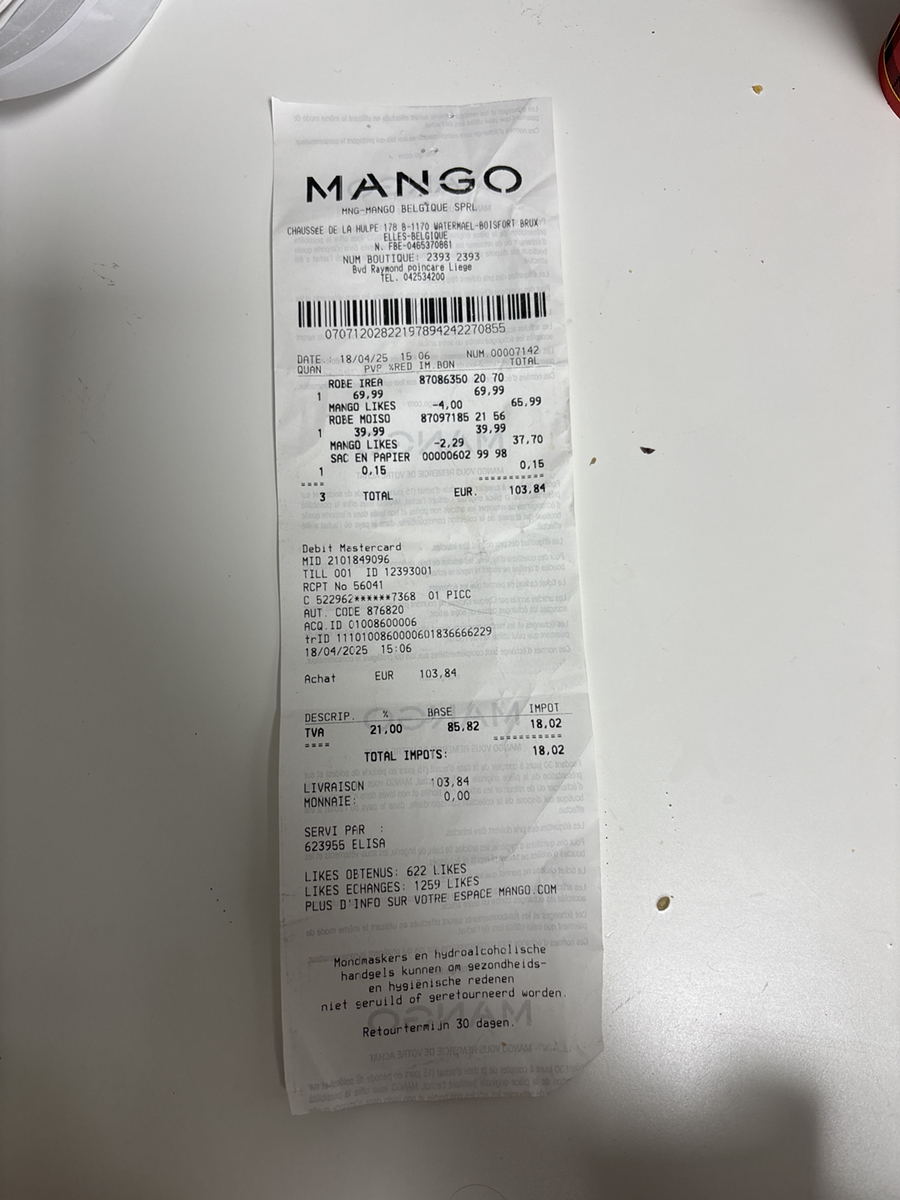 MANGO
MNG-MANGO BELGIQUE SPRL
CHAUSSéE DE LA HULPE 178 B-1170 WATERMAEL-BOISFORT BRUX
ELLES-BELGIQUE
N. FBE-0465370861
NUM BOUTIQUE: 2393 2393
Bvd Raymond poincare Liege
TEL. 042534200
07071202822197894242270855
DATE.: 18/04/25 15 06 NUM.00007142
QUAN PVP %RED IM.BON TOTAL
ROBE IREA 87086350 20 70
1 69,99 69,99
MANGO LIKES -4,00 65,99
ROBE MOISO 87097185 21 56
1 39,99 39,99
MANGO LIKES -2,29 37,70
SAC EN PAPIER 00000602 99 98
1 0,15 0,15
==== ===========
3 TOTAL EUR. 103,84
Debit Mastercard
MID 2101849096
TILL 001 ID 12393001
RCPT No 56041
C 522962******7368 01 PICC
AUT. CODE 876820
ACQ.ID 01008600006
trID 1110100860000601836666229
18/04/2025 15:06
Achat EUR 103,84
DESCRIP. % BASE IMPOT
TVA 21,00 85,82 18,02
==== ===========
TOTAL IMPOTS: 18,02
LIVRAISON 103,84
MONNAIE: 0,00
SERVI PAR :
623955 ELISA
LIKES OBTENUS: 622 LIKES
LIKES ECHANGES: 1259 LIKES
PLUS D'INFO SUR VOTRE ESPACE MANGO.COM
Mondmaskers en hydroalcoholische
handgels kunnen om gezondheids-
en hygiënische redenen
niet geruild of geretourneerd worden.
Retourtermijn 30 dagen.